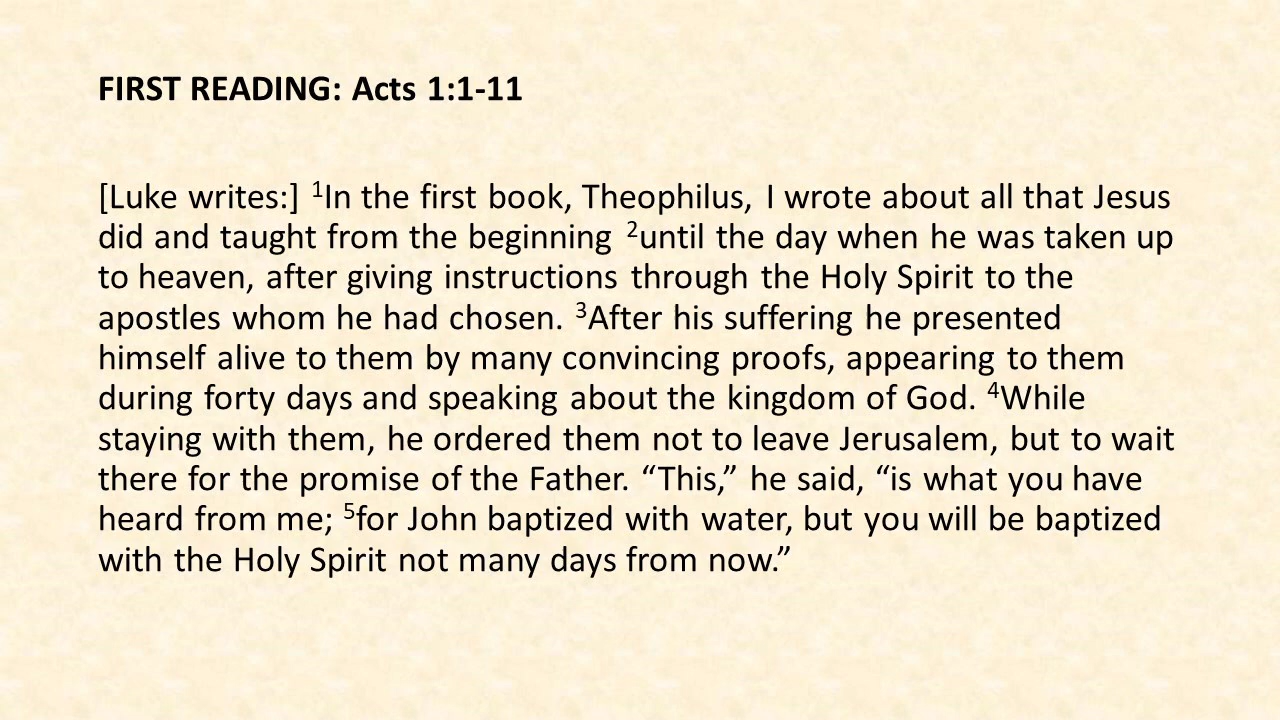 FIRST READING: Acts 1:1-11
[Luke writes:] ¹In the first book, Theophilus, I wrote about all that Jesus
did and taught from the beginning ²until the day when he was taken up
to heaven, after giving instructions through the Holy Spirit to the
apostles whom he had chosen. ³After his suffering he presented
himself alive to them by many convincing proofs, appearing to them
during forty days and speaking about the kingdom of God. ⁴While
staying with them, he ordered them not to leave Jerusalem, but to wait
there for the promise of the Father. “This,” he said, “is what you have
heard from me; ⁵for John baptized with water, but you will be baptized
with the Holy Spirit not many days from now.”